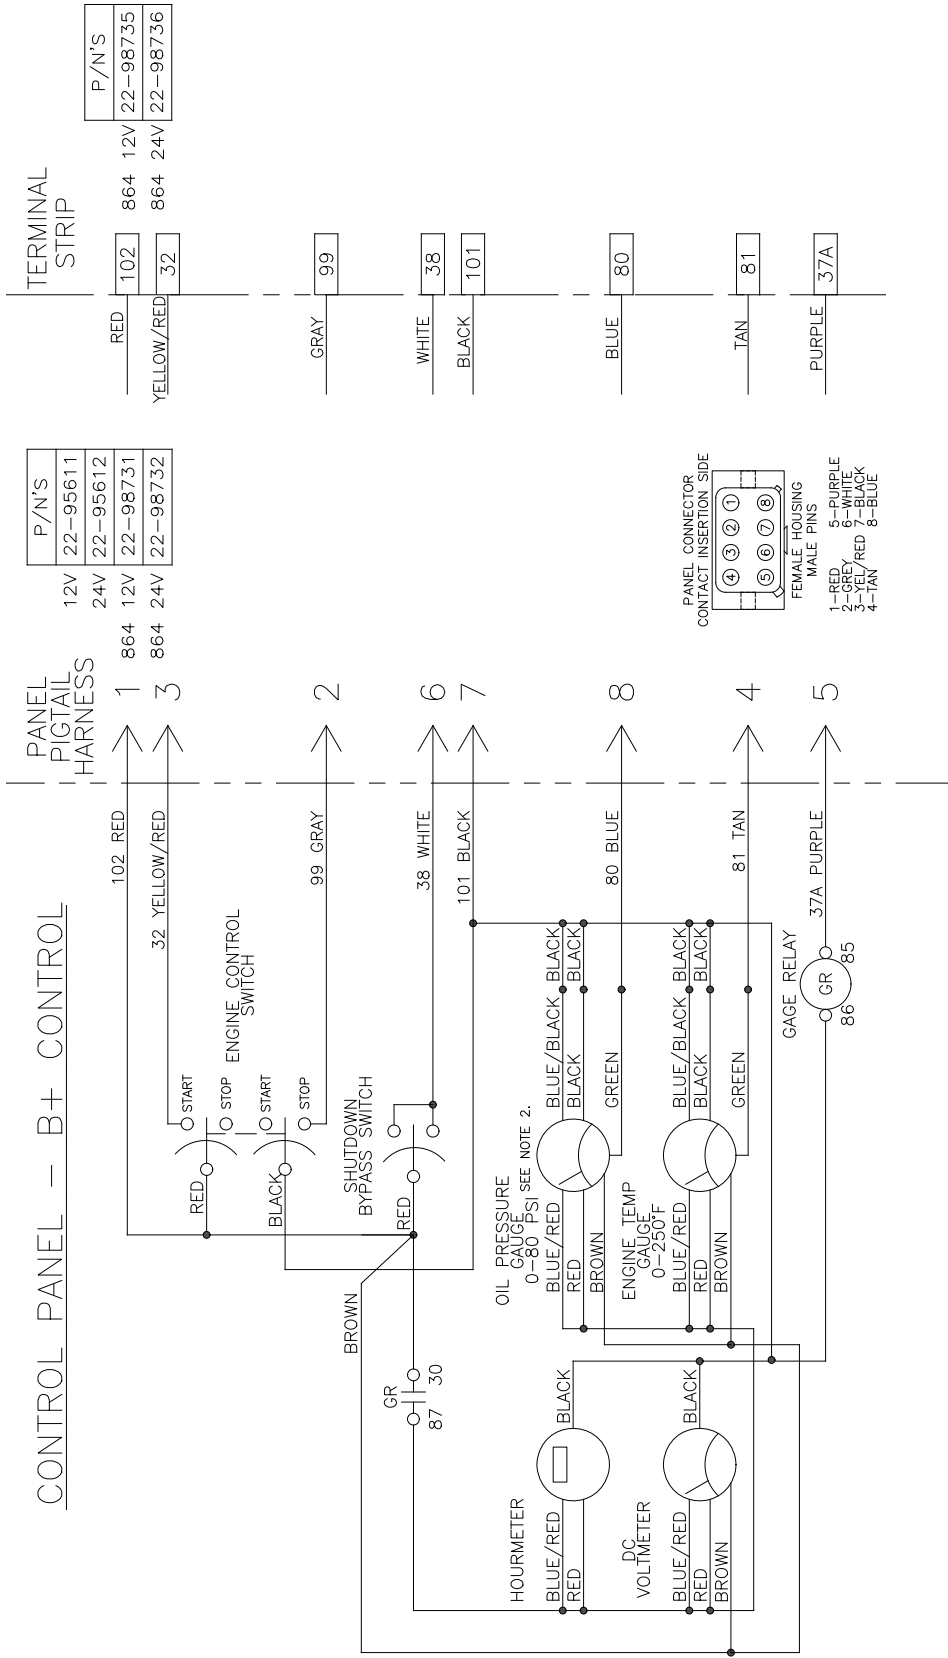 CONTROL PANEL - B+ CONTROL
PANEL
PIGTAIL
HARNESS
TERMINAL
STRIP
P/N'S
12V 22-95611
24V 22-95612
864 12V 22-98731
864 24V 22-98732
P/N'S
864 12V 22-98735
864 24V 22-98736
102 RED
1
RED
102
32 YELLOW/RED
3
YELLOW/RED
32
START
STOP
ENGINE CONTROL
SWITCH
START
STOP
RED
BLACK
99 GRAY
2
GRAY
99
SHUTDOWN
BYPASS SWITCH
RED
38 WHITE
6
WHITE
38
101 BLACK
7
BLACK
101
BROWN
GR
87
30
OIL PRESSURE
GAUGE
0-80 PSI SEE NOTE 2.
BLUE/RED
RED
BROWN
BLUE/BLACK
BLACK
GREEN
BLACK
BLACK
80 BLUE
8
BLUE
80
ENGINE TEMP
GAUGE
0-250°F
BLUE/RED
RED
BROWN
BLUE/BLACK
BLACK
GREEN
BLACK
BLACK
81 TAN
4
TAN
81
HOURMETER
BLUE/RED
RED
BLACK
DC
VOLTMETER
BLUE/RED
RED
BROWN
BLACK
GAGE RELAY
GR
86
85
37A PURPLE
5
PURPLE
37A
PANEL CONNECTOR
CONTACT INSERTION SIDE
4 3 2 1
5 6 7 8
FEMALE HOUSING
MALE PINS
1-RED 5-PURPLE
2-GREY 6-WHITE
3-YEL/RED 7-BLACK
4-TAN 8-BLUE